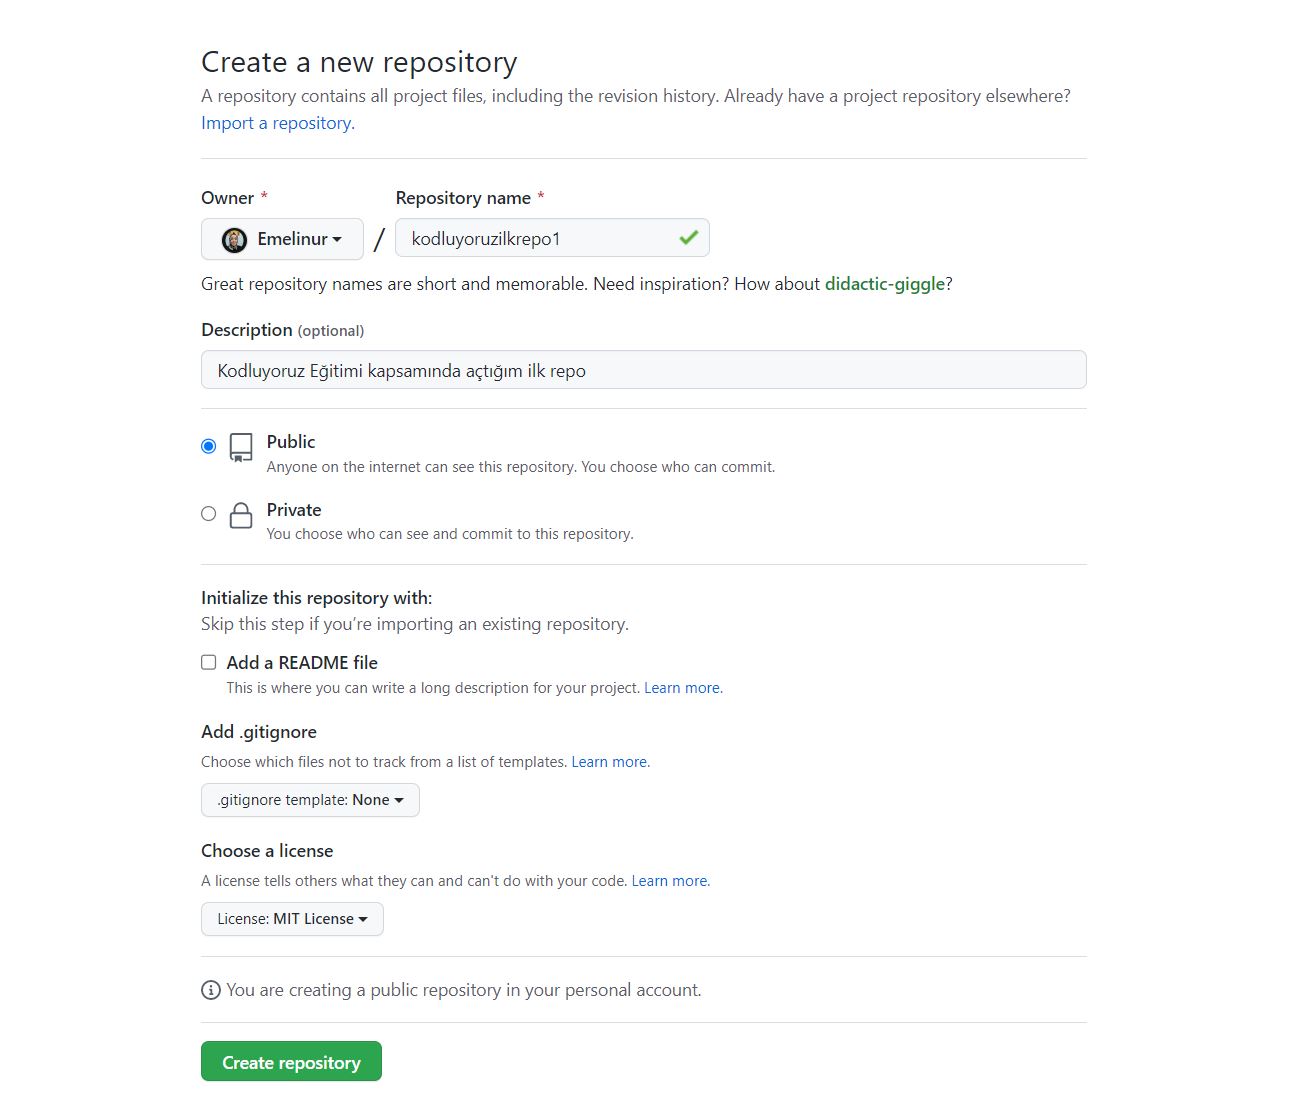 Create a new repository
A repository contains all project files, including the revision history. Already have a project repository elsewhere?
Import a repository.
Owner * Repository name *
Emelinur / kodluyoruzilkrepo1
Great repository names are short and memorable. Need inspiration? How about didactic-giggle?
Description (optional)
Kodluyoruz Eğitimi kapsamında açtığım ilk repo
Public
Anyone on the internet can see this repository. You choose who can commit.
Private
You choose who can see and commit to this repository.
Initialize this repository with:
Skip this step if you’re importing an existing repository.
Add a README file
This is where you can write a long description for your project. Learn more.
Add .gitignore
Choose which files not to track from a list of templates. Learn more.
.gitignore template: None
Choose a license
A license tells others what they can and can't do with your code. Learn more.
License: MIT License
You are creating a public repository in your personal account.
Create repository